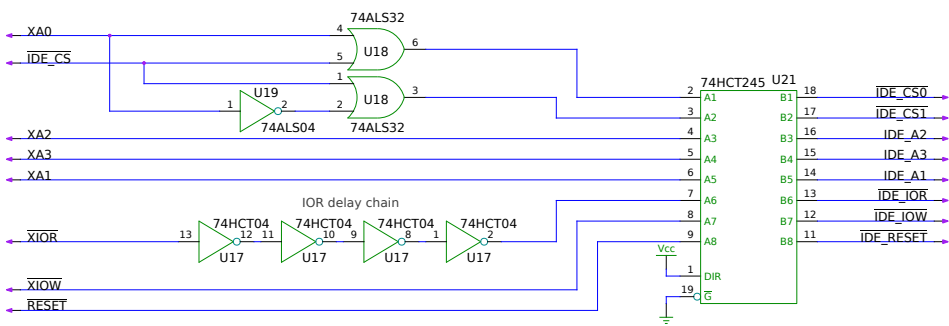 74ALS32
XA0
4
U18
6
IDE_CS
5
1
U18
3
U19
1
2
2
74ALS04
74ALS32
74HCT245
U21
2
A1
B1
18
IDE_CS0
3
A2
B2
17
IDE_CS1
XA2
4
A3
B3
16
IDE_A2
XA3
5
A4
B4
15
IDE_A3
XA1
6
A5
B5
14
IDE_A1
7
A6
B6
13
IDE_IOR
8
A7
B7
12
IDE_IOW
9
A8
B8
11
IDE_RESET
IOR delay chain
74HCT04
74HCT04
74HCT04
74HCT04
XIOR
13
12
11
10
9
8
1
2
U17
U17
U17
U17
Vcc
1
DIR
XIOW
19
G
RESET